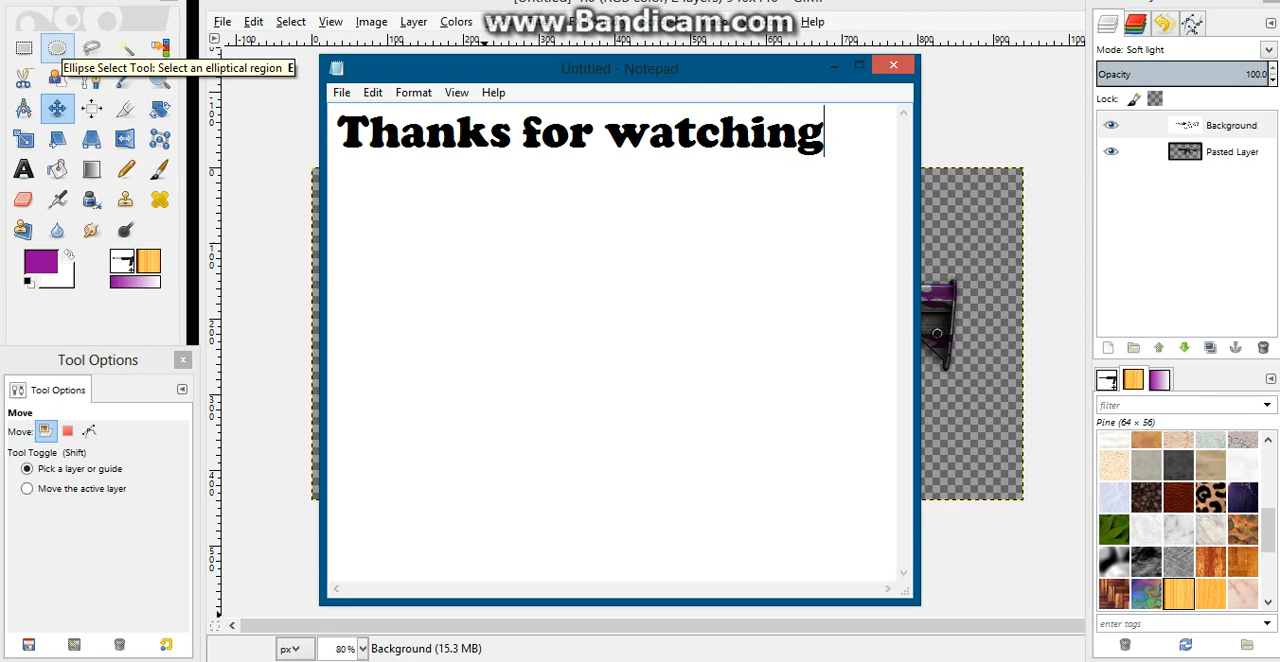 www.Bandicam.com
File Edit Select View Image Layer Colors
Help
Ellipse Select Tool: Select an elliptical region E
Untitled - Notepad
File Edit Format View Help
Thanks for watching
Tool Options
Tool Options
Move
Move:
Tool Toggle (Shift)
Pick a layer or guide
Move the active layer
px
80%
Background (15.3 MB)
Mode: Soft light
Opacity 100.0
Lock:
Background
Pasted Layer
filter
Pine (64 × 56)
enter tags